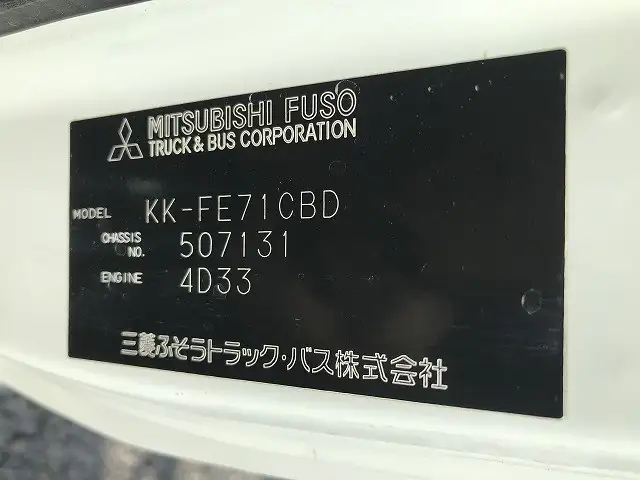 MITSUBISHI FUSO
TRUCK & BUS CORPORATION
MODEL KK-FE71CBD
CHASSIS NO. 507131
ENGINE 4D33
三菱ふそうトラック・バス株式会社